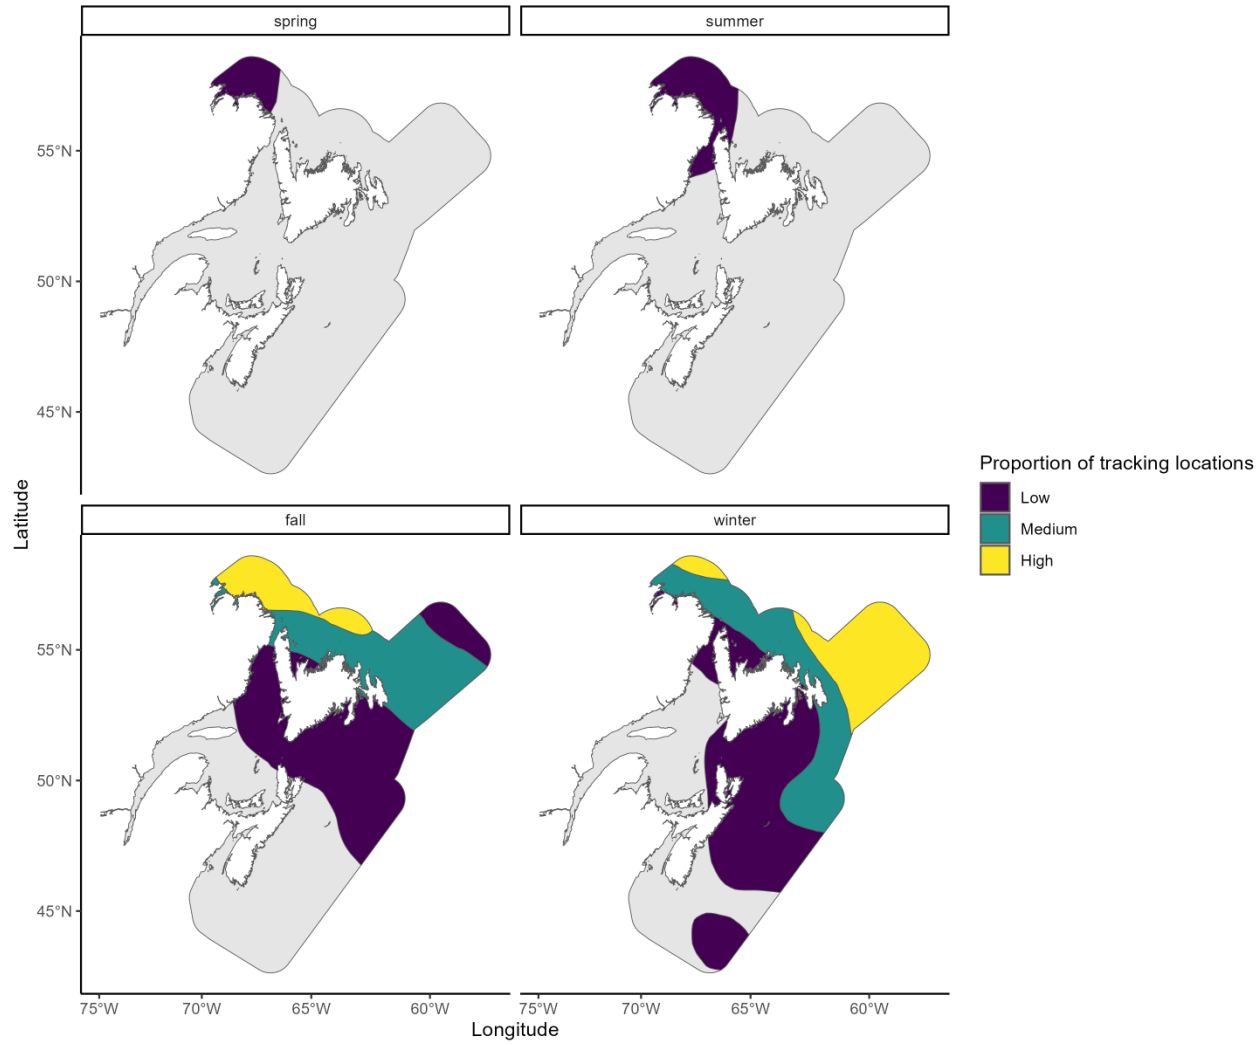 spring
summer
55°N
50°N
45°N
Latitude
Proportion of tracking locations
Low
Medium
High
fall
winter
55°N
50°N
45°N
75°W 70°W 65°W 60°W 75°W 70°W 65°W 60°W
Longitude